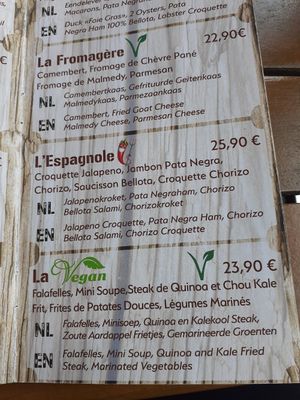 NL
Macarons, Pata Negra
EN
Duck «Foie Gras», 2 Oysters, Pata
Negra Ham 100% Bellota, Lobster Croquette
La Fromagère 22,90€
Camembert, Fromage de Chèvre Pané
Fromage de Malmedy, Parmesan
NL
Camembertkaas, Gefrituurde Geiterikaas
Malmedykaas, Parmezaankaas
EN
Camembert, Fried Goat Cheese
Malmedy Cheese, Parmesan Cheese
L'Espagnole 25,90 €
Croquette Jalapeno, Jambon Pata Negra,
Chorizo, Saucisson Bellota, Croquette Chorizo
NL
Jalapenokroket, Pata Negraham, Chorizo
Bellota Salami, Chorizokroket
EN
Jalapeno Croquette, Pata Negra Ham, Chorizo
Bellota Salami, Chorizo Croquette
La Vegan 23,90 €
Falafelles, Mini Soupe,Steak de Quinoa et Chou Kale
Frit, Frites de Patates Douces, Légumes Marinés
NL
Falafelles, Minisoep, Quinoa en Kalekool Steak,
Zoute Aardappel Frietjes, Gemarineerde Groenten
EN
Falafelles, Mini Soup, Quinoa and Kale Fried
Steak, Marinated Vegetables